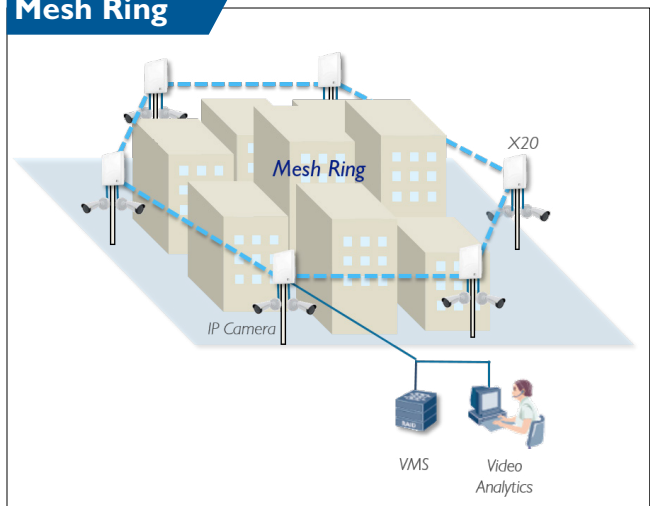 Mesh Ring
X20
Mesh Ring
IP Camera
VMS
Video
Analytics